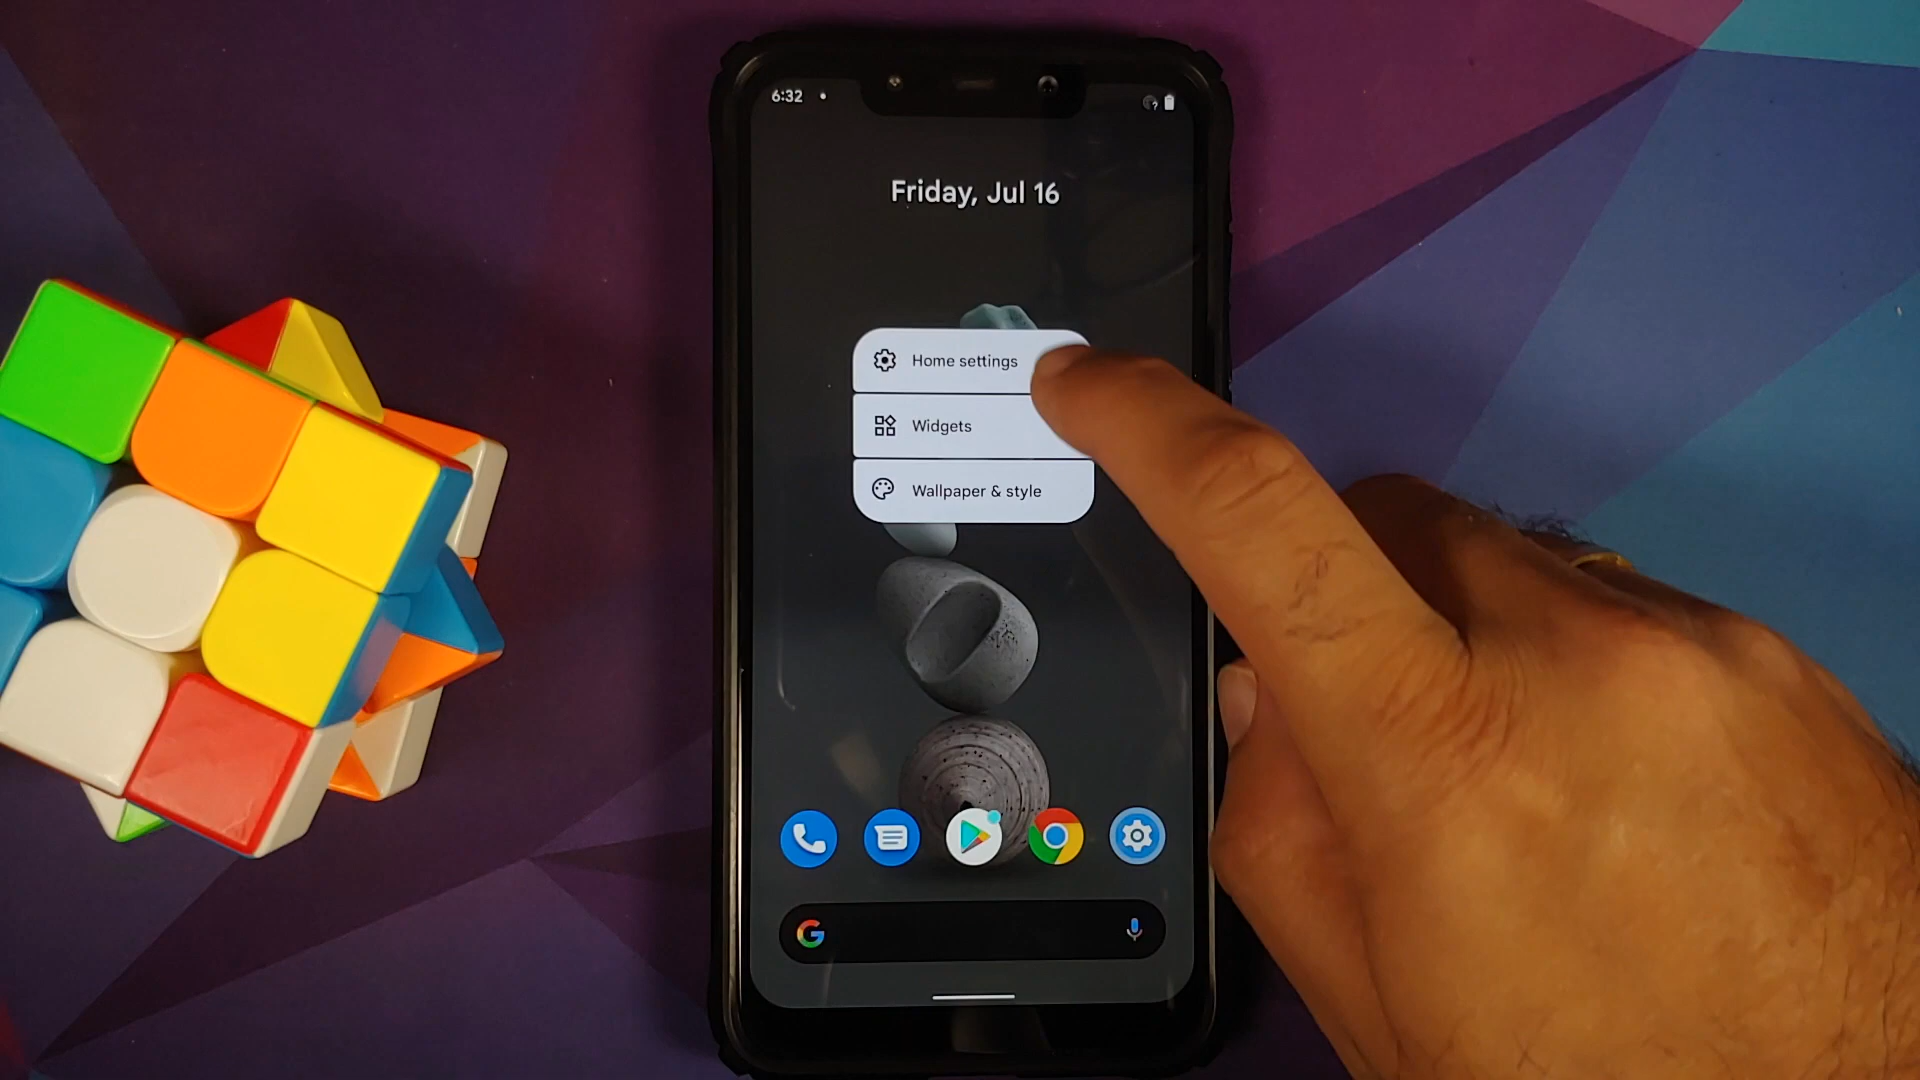 6:32
Friday, Jul 16
Home settings
Widgets
Wallpaper & style
G